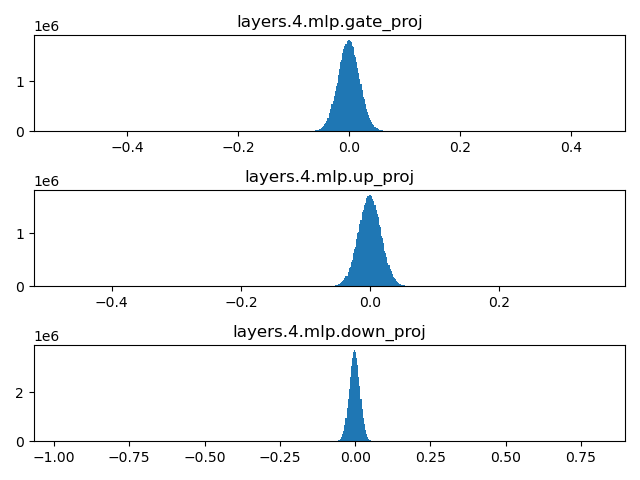 layers.4.mlp.gate_proj
1e6
1
0
−0.4 −0.2 0.0 0.2 0.4
layers.4.mlp.up_proj
1e6
1
0
−0.4 −0.2 0.0 0.2
layers.4.mlp.down_proj
1e6
2
0
−1.00 −0.75 −0.50 −0.25 0.00 0.25 0.50 0.75